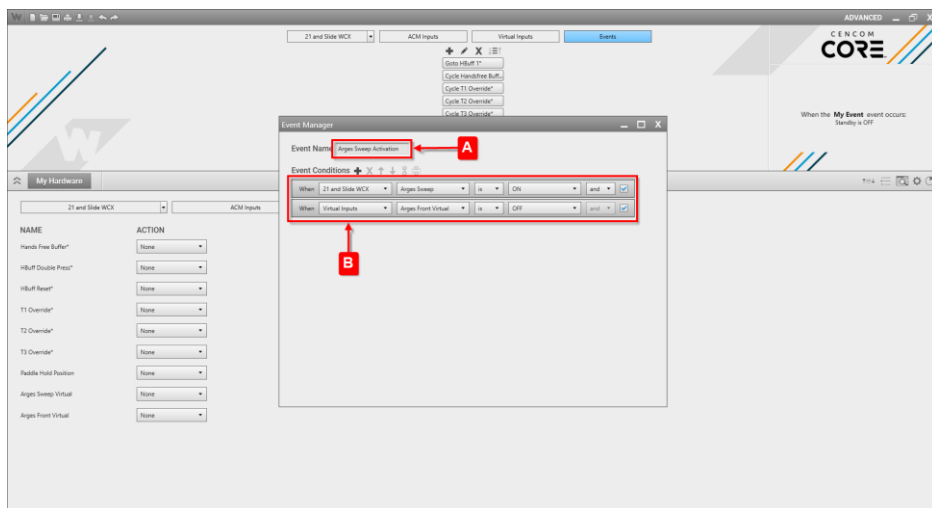 ADVANCED
21 and Slide WCX
ACM Inputs
Virtual Inputs
Events
CENCOM
CORE
Goto HBuff 1*
Cycle Handsfree Buff...
Cycle T1 Override*
Cycle T2 Override*
Cycle T3 Override*
When the My Event event occurs:
Standby is OFF
Event Manager
Event Name Arges Sweep Activation
A
Event Conditions
When 21 and Slide WCX Arges Sweep is ON and
When Virtual Inputs Arges Front Virtual is OFF and
B
My Hardware
21 and Slide WCX
ACM Inputs
NAME ACTION
Hands Free Buffer* None
HBuff Double Press* None
HBuff Reset* None
T1 Override* None
T2 Override* None
T3 Override* None
Paddle Hold Position None
Arges Sweep Virtual None
Arges Front Virtual None